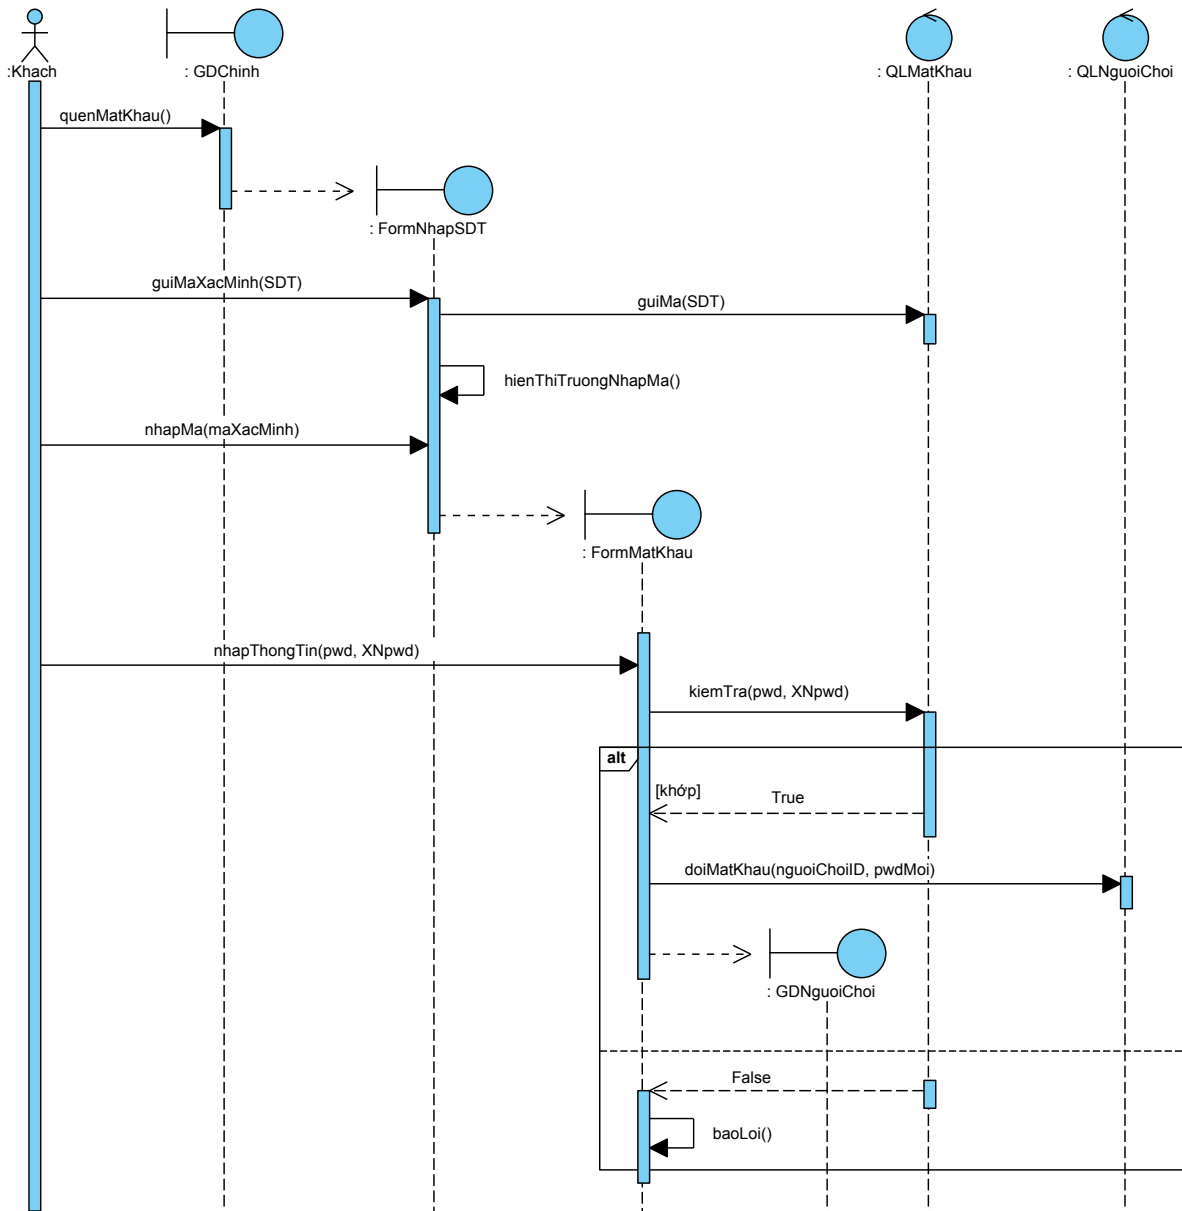 :Khach
: GDChinh
: QLMatKhau
: QLNguoiChoi
quenMatKhau()
: FormNhapSDT
guiMaXacMinh(SDT)
guiMa(SDT)
hienThiTruongNhapMa()
nhapMa(maXacMinh)
: FormMatKhau
nhapThongTin(pwd, XNpwd)
kiemTra(pwd, XNpwd)
alt
[khớp]
True
doiMatKhau(nguoiChoiID, pwdMoi)
: GDNguoiChoi
False
baoLoi()